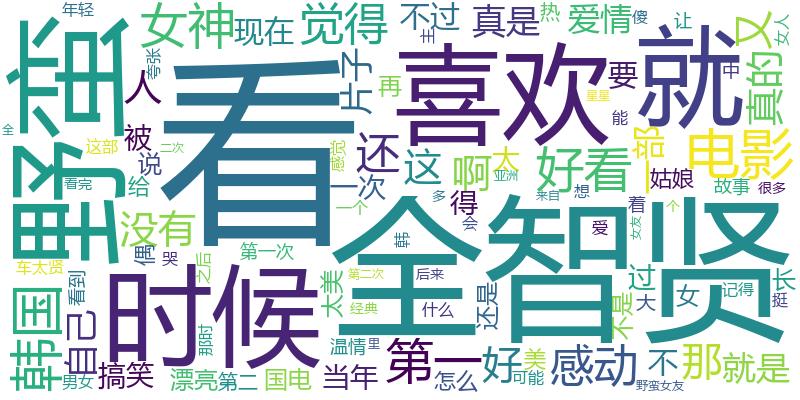 年轻
女神
现在
觉得
不过
真是
热
爱情
傻
让
又
女人
主
夸张
野蛮
看
人
片子
再
喜欢
要
就
中
真的
星星
能
全
这部
被
说
二次
感觉
还
这
啊
太
一部
电影
看完
给
一次
好看
亚洲
姑娘
故事
很多
没有
偶
一个
多
得
会
来自
想
着
女友
爱
个
全智贤
韩
车太贤
哭
之后
第一次
时候
韩国
看到
自己
那时
太美
第二次
经典
后来
什么
还是
不是
过
大
女
记得
长
挺
男女
搞笑
漂亮
第二
国电
温情
里
当年
第一
怎么
好
美
可能
感动
不
野蛮女友
那
就是